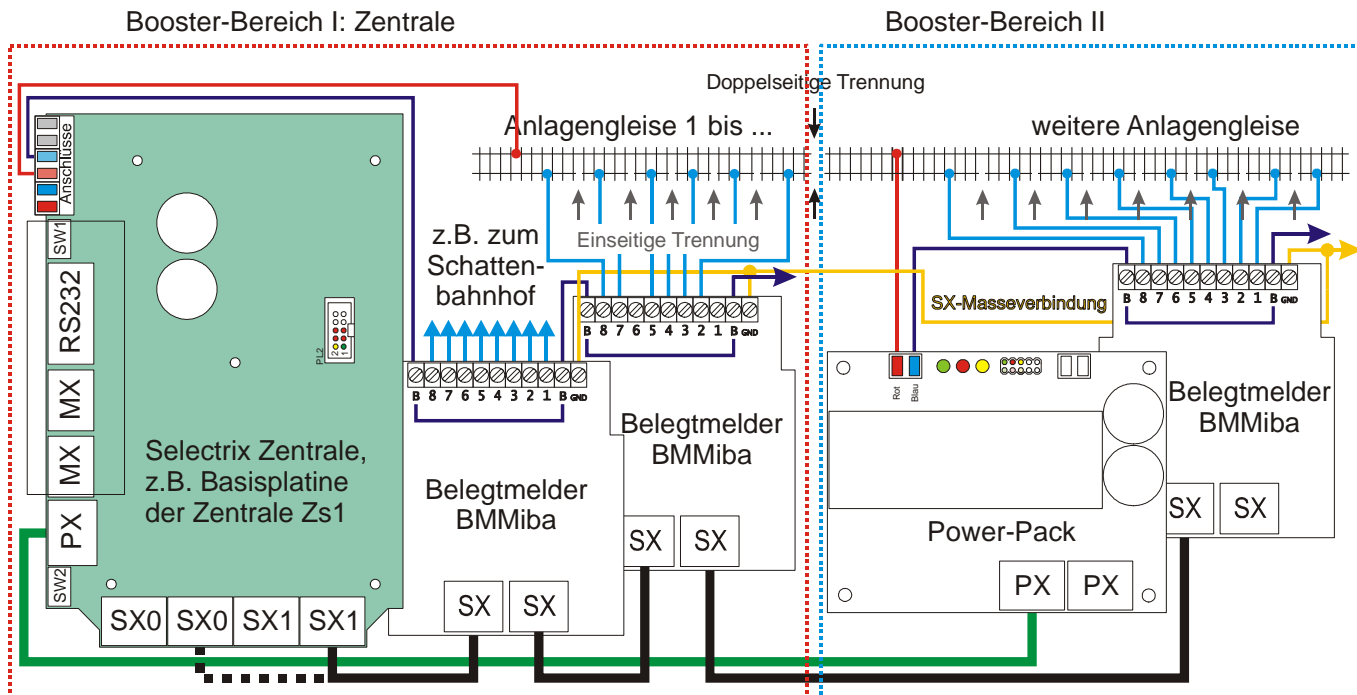 Booster-Bereich I: Zentrale
Booster-Bereich II
Doppelseitige Trennung
Anlagengleise 1 bis ...
weitere Anlagengleise
Anschlüsse
SW1
RS232
MX
MX
PX
SW2
PL2
2 1
Selectrix Zentrale,
z.B. Basisplatine
der Zentrale Zs1
SX0
SX0
SX1
SX1
z.B. zum
Schatten-
bahnhof
Einseitige Trennung
B 8 7 6 5 4 3 2 1 B GND
Belegtmelder
BMMiba
SX
SX
B 8 7 6 5 4 3 2 1 B GND
Belegtmelder
BMMiba
SX
SX
SX-Masseverbindung
B 8 7 6 5 4 3 2 1 B GND
Belegtmelder
BMMiba
SX
SX
Rot
Blau
Power-Pack
PX
PX